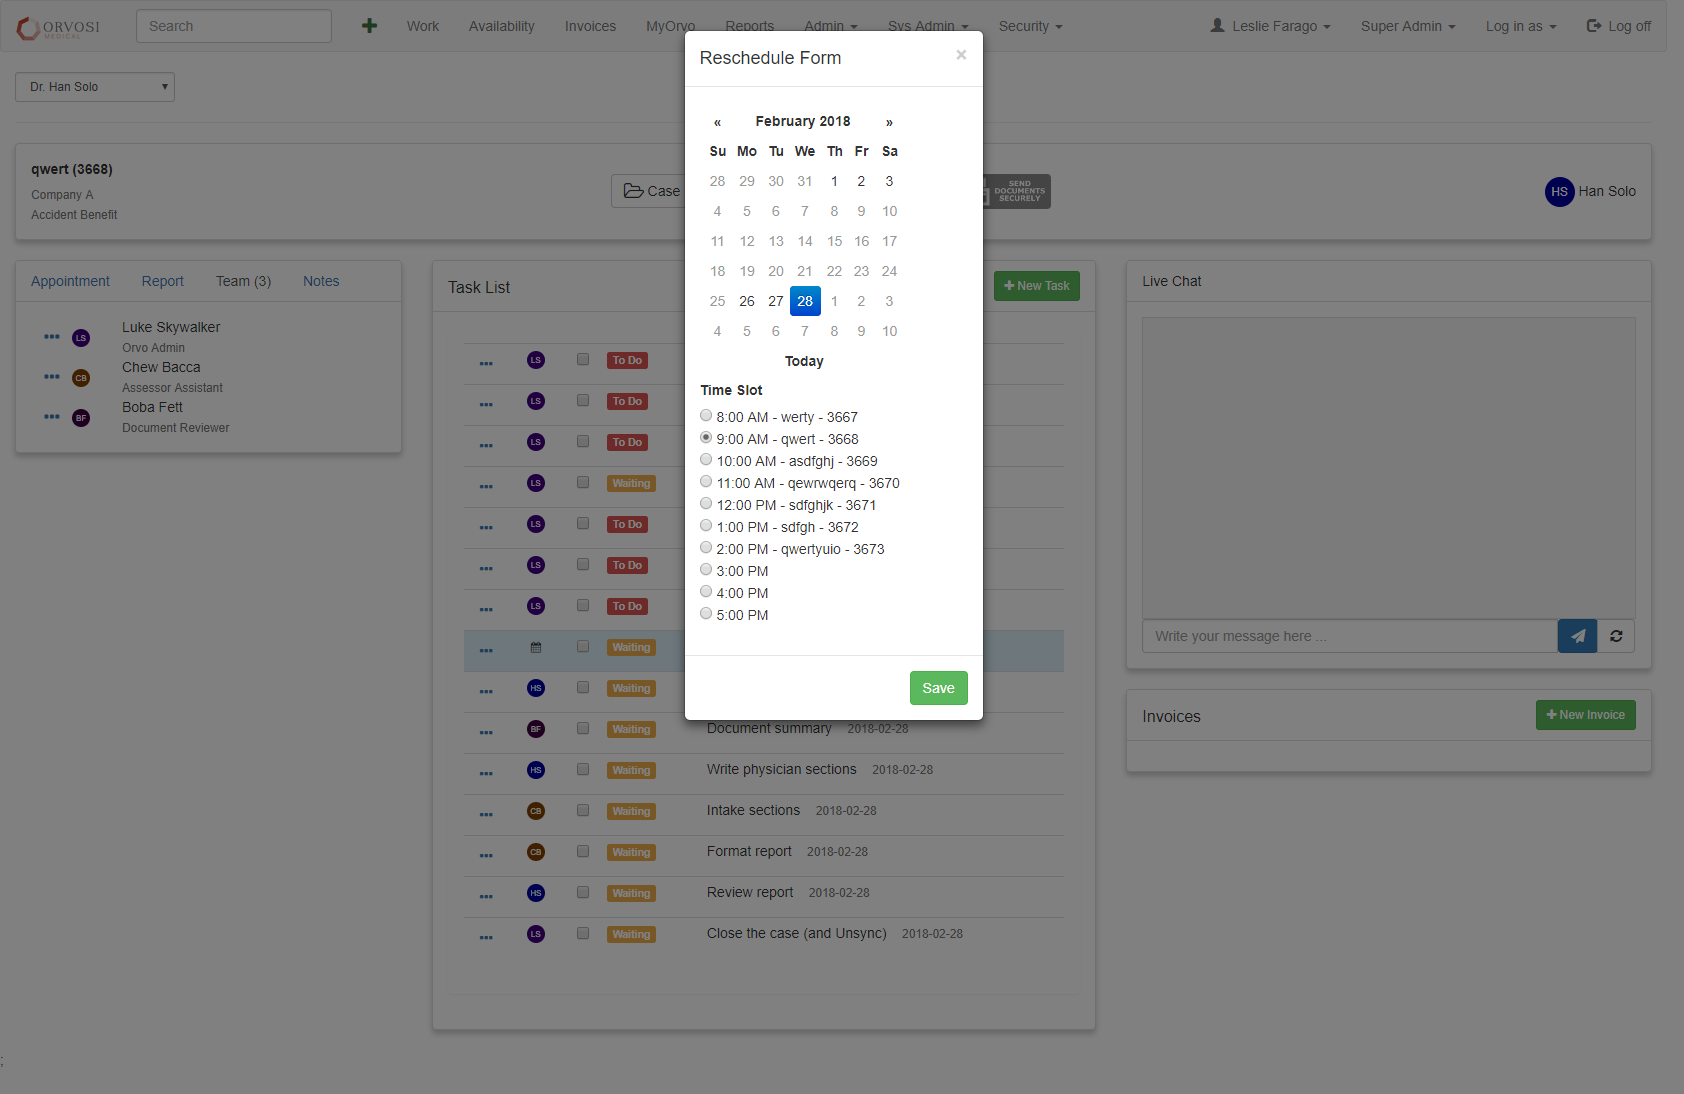 ORVOSI
MEDICAL
Search
Work
Availability
Invoices
MyOrvo
Reports
Admin
Sys Admin
Security
Leslie Farago
Super Admin
Log in as
Log off
Dr. Han Solo
Reschedule Form
×
qwert (3668)
Company A
Accident Benefit
Case
SEND
DOCUMENTS
SECURELY
HS Han Solo
« February 2018 »
Su Mo Tu We Th Fr Sa
28 29 30 31 1 2 3
4 5 6 7 8 9 10
11 12 13 14 15 16 17
18 19 20 21 22 23 24
25 26 27 28 1 2 3
4 5 6 7 8 9 10
Today
Time Slot
8:00 AM - werty - 3667
9:00 AM - qwert - 3668
10:00 AM - asdfghj - 3669
11:00 AM - qewrwqerq - 3670
12:00 PM - sdfghjk - 3671
1:00 PM - sdfgh - 3672
2:00 PM - qwertyuio - 3673
3:00 PM
4:00 PM
5:00 PM
Save
Appointment Report Team (3) Notes
LS Luke Skywalker
Orvo Admin
CB Chew Bacca
Assessor Assistant
BF Boba Fett
Document Reviewer
Task List
New Task
LS To Do
LS To Do
LS To Do
LS Waiting
LS To Do
LS To Do
LS To Do
Waiting
HS Waiting
BF Waiting Document summary 2018-02-28
HS Waiting Write physician sections 2018-02-28
CB Waiting Intake sections 2018-02-28
CB Waiting Format report 2018-02-28
HS Waiting Review report 2018-02-28
LS Waiting Close the case (and Unsync) 2018-02-28
Live Chat
Write your message here ...
Invoices
New Invoice
;